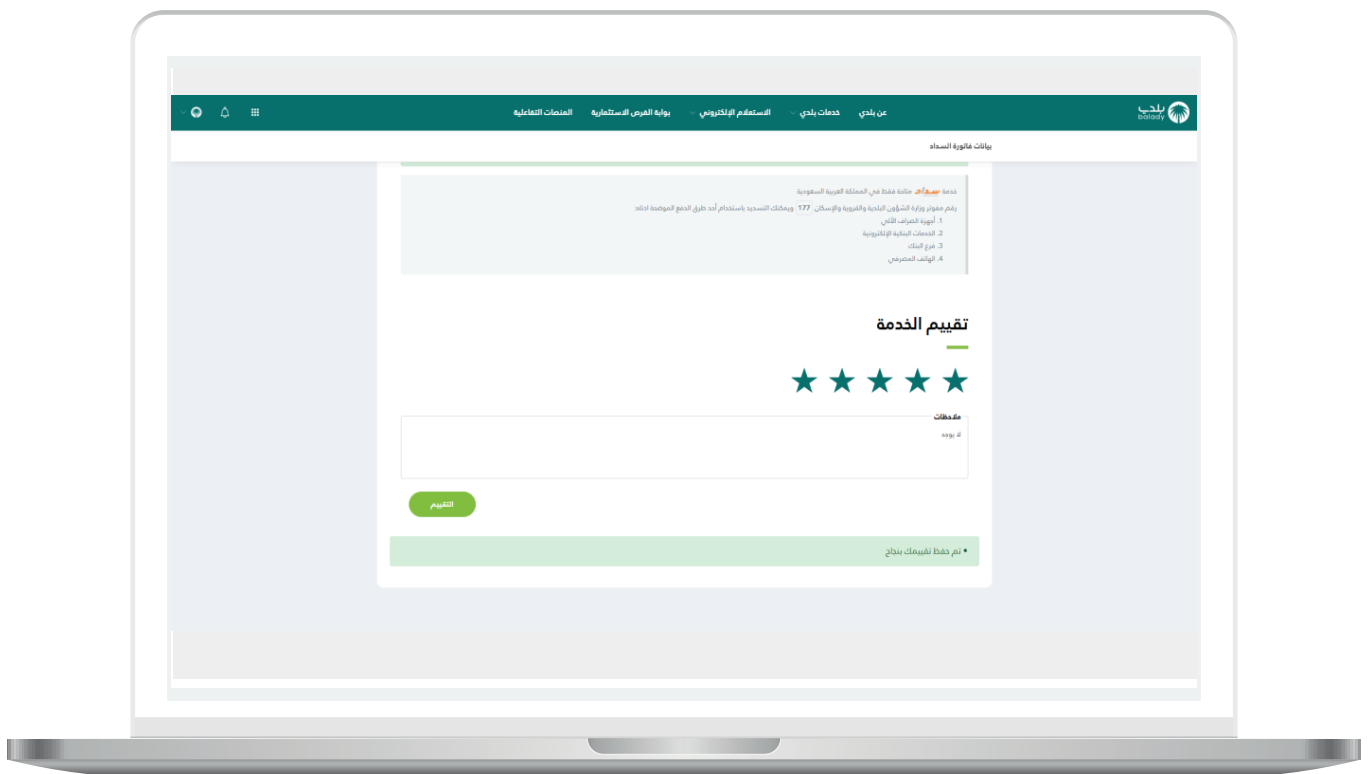 بلدي
balady
عن بلدي
خدمات بلدي
الاستعلام الإلكتروني
بوابة الفرص الاستثمارية
المنصات التفاعلية
بيانات فاتورة السداد
خدمة سداد متاحة فقط في المملكة العربية السعودية
رقم مفوتر وزارة الشؤون البلدية والقروية والإسكان 177 ويمكنك التسديد باستخدام أحد طرق الدفع الموضحة ادناه:
1. أجهزة الصراف الآلي
2. الخدمات البنكية الإلكترونية
3. فرع البنك
4. الهاتف المصرفي
تقييم الخدمة
ملاحظات
لا يوجد
التقييم
• تم حفظ تقييمك بنجاح